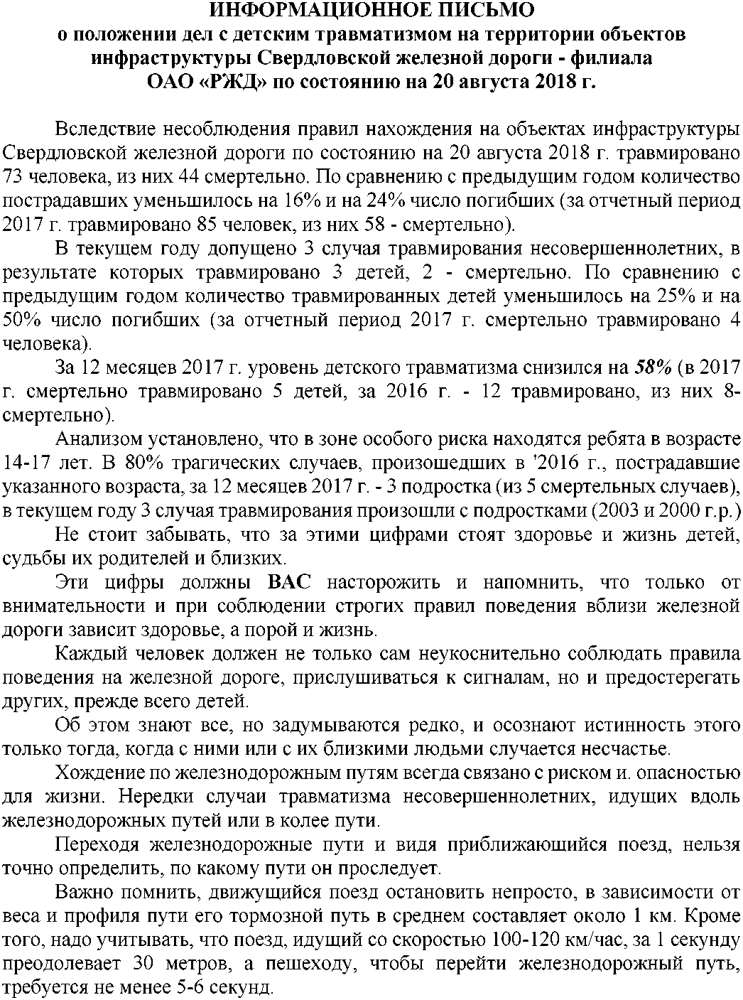 ИНФОРМАЦИОННОЕ ПИСЬМО
о положении дел с детским травматизмом на территории объектов
инфраструктуры Свердловской железной дороги - филиала
ОАО «РЖД» по состоянию на 20 августа 2018 г.
Вследствие несоблюдения правил нахождения на объектах инфраструктуры
Свердловской железной дороги по состоянию на 20 августа 2018 г. травмировано
73 человека, из них 44 смертельно. По сравнению с предыдущим годом количество
пострадавших уменьшилось на 16% и на 24% число погибших (за отчетный период
2017 г. травмировано 85 человек, из них 58 - смертельно).
В текущем году допущено 3 случая травмирования несовершеннолетних, в
результате которых травмировано 3 детей, 2 - смертельно. По сравнению с
предыдущим годом количество травмированных детей уменьшилось на 25% и на
50% число погибших (за отчетный период 2017 г. смертельно травмировано 4
человека).
За 12 месяцев 2017 г. уровень детского травматизма снизился на 58% (в 2017
г. смертельно травмировано 5 детей, за 2016 г. - 12 травмировано, из них 8-
смертельно).
Анализом установлено, что в зоне особого риска находятся ребята в возрасте
14-17 лет. В 80% трагических случаев, произошедших в '2016 г., пострадавшие
указанного возраста, за 12 месяцев 2017 г. - 3 подростка (из 5 смертельных случаев),
в текущем году 3 случая травмирования произошли с подростками (2003 и 2000 г.р.)
Не стоит забывать, что за этими цифрами стоят здоровье и жизнь детей,
судьбы их родителей и близких.
Эти цифры должны ВАС насторожить и напомнить, что только от
внимательности и при соблюдении строгих правил поведения вблизи железной
дороги зависит здоровье, а порой и жизнь.
Каждый человек должен не только сам неукоснительно соблюдать правила
поведения на железной дороге, прислушиваться к сигналам, но и предостерегать
других, прежде всего детей.
Об этом знают все, но задумываются редко, и осознают истинность этого
только тогда, когда с ними или с их близкими людьми случается несчастье.
Хождение по железнодорожным путям всегда связано с риском и. опасностью
для жизни. Нередки случаи травматизма несовершеннолетних, идущих вдоль
железнодорожных путей или в колее пути.
Переходя железнодорожные пути и видя приближающийся поезд, нельзя
точно определить, по какому пути он проследует.
Важно помнить, движущийся поезд остановить непросто, в зависимости от
веса и профиля пути его тормозной путь в среднем составляет около 1 км. Кроме
того, надо учитывать, что поезд, идущий со скоростью 100-120 км/час, за 1 секунду
преодолевает 30 метров, а пешеходу, чтобы перейти железнодорожный путь,
требуется не менее 5-6 секунд.